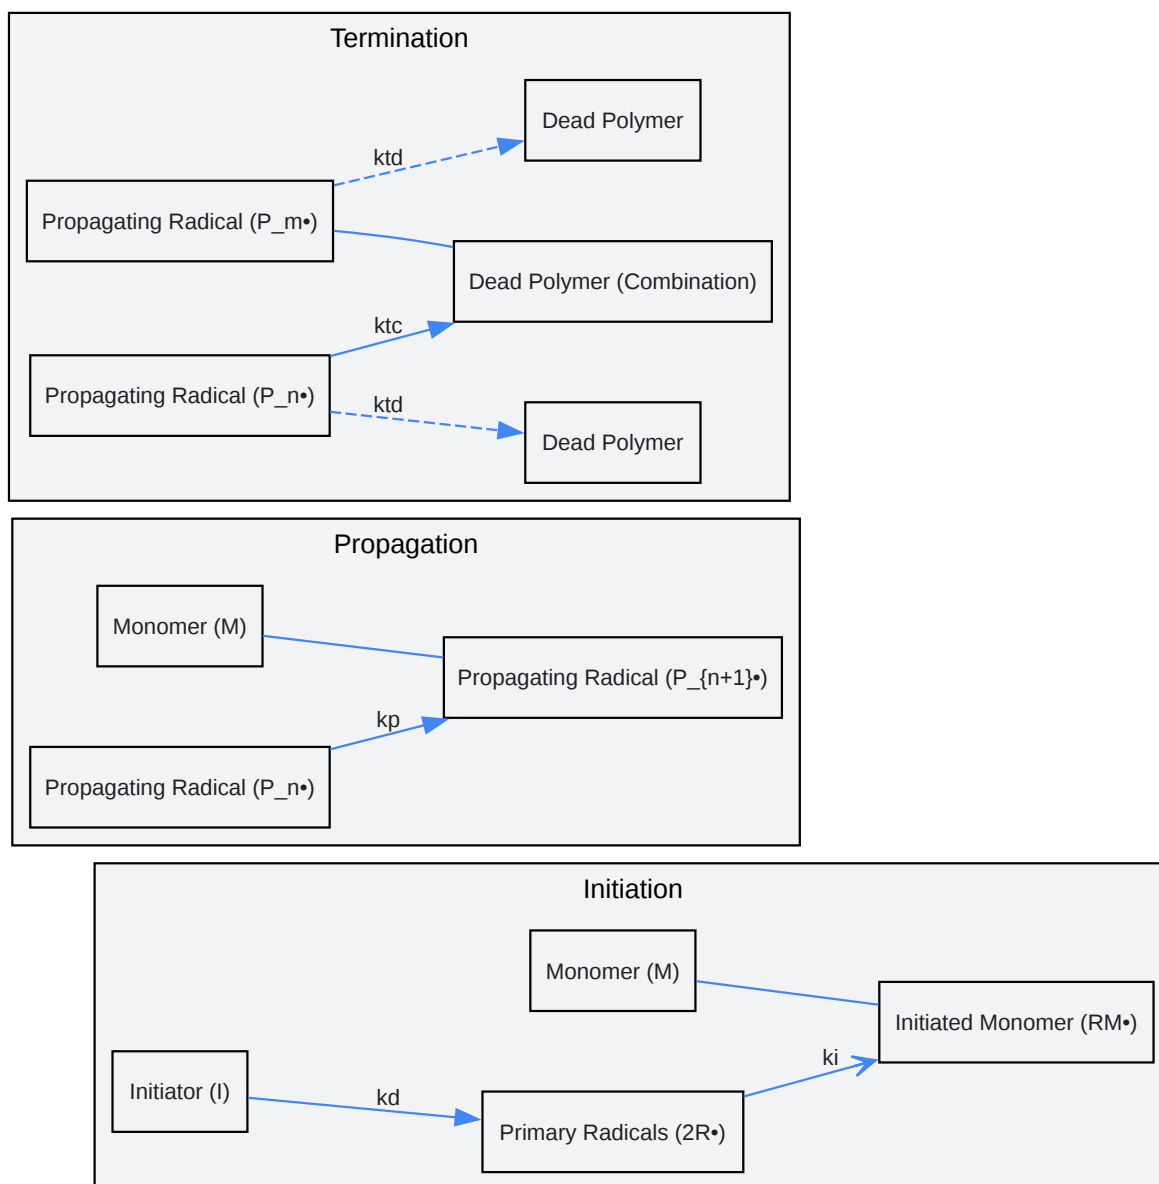 Termination
Dead Polymer
ktd
Propagating Radical (P_m•)
Dead Polymer (Combination)
ktc
Propagating Radical (P_n•)
ktd
Dead Polymer
Propagation
Monomer (M)
Propagating Radical (P_{n+1}•)
kp
Propagating Radical (P_n•)
Initiation
Monomer (M)
Initiated Monomer (RM•)
ki
Initiator (I)
kd
Primary Radicals (2R•)